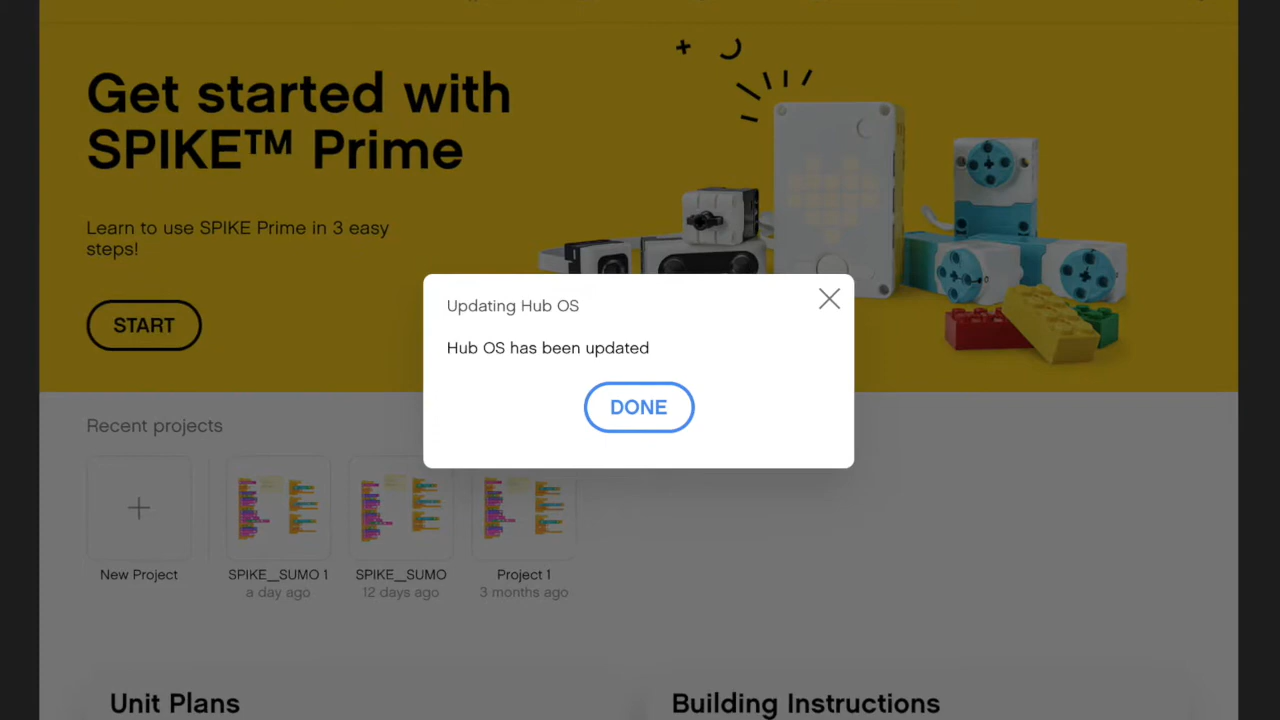 Get started with
SPIKE™ Prime
Learn to use SPIKE Prime in 3 easy
steps!
START
Updating Hub OS
Hub OS has been updated
DONE
Recent projects
New Project
SPIKE_SUMO 1
a day ago
SPIKE_SUMO
12 days ago
Project 1
3 months ago
Unit Plans
Building Instructions